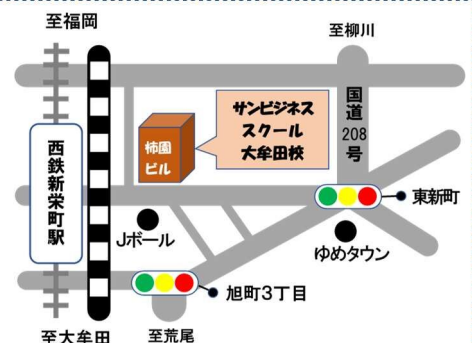 至福岡
至柳川
サンビジネス
スクール
大牟田校
国道208号
柿園
ビル
西鉄新栄町駅
東新町
Jボール
ゆめタウン
旭町3丁目
至大牟田
至荒尾